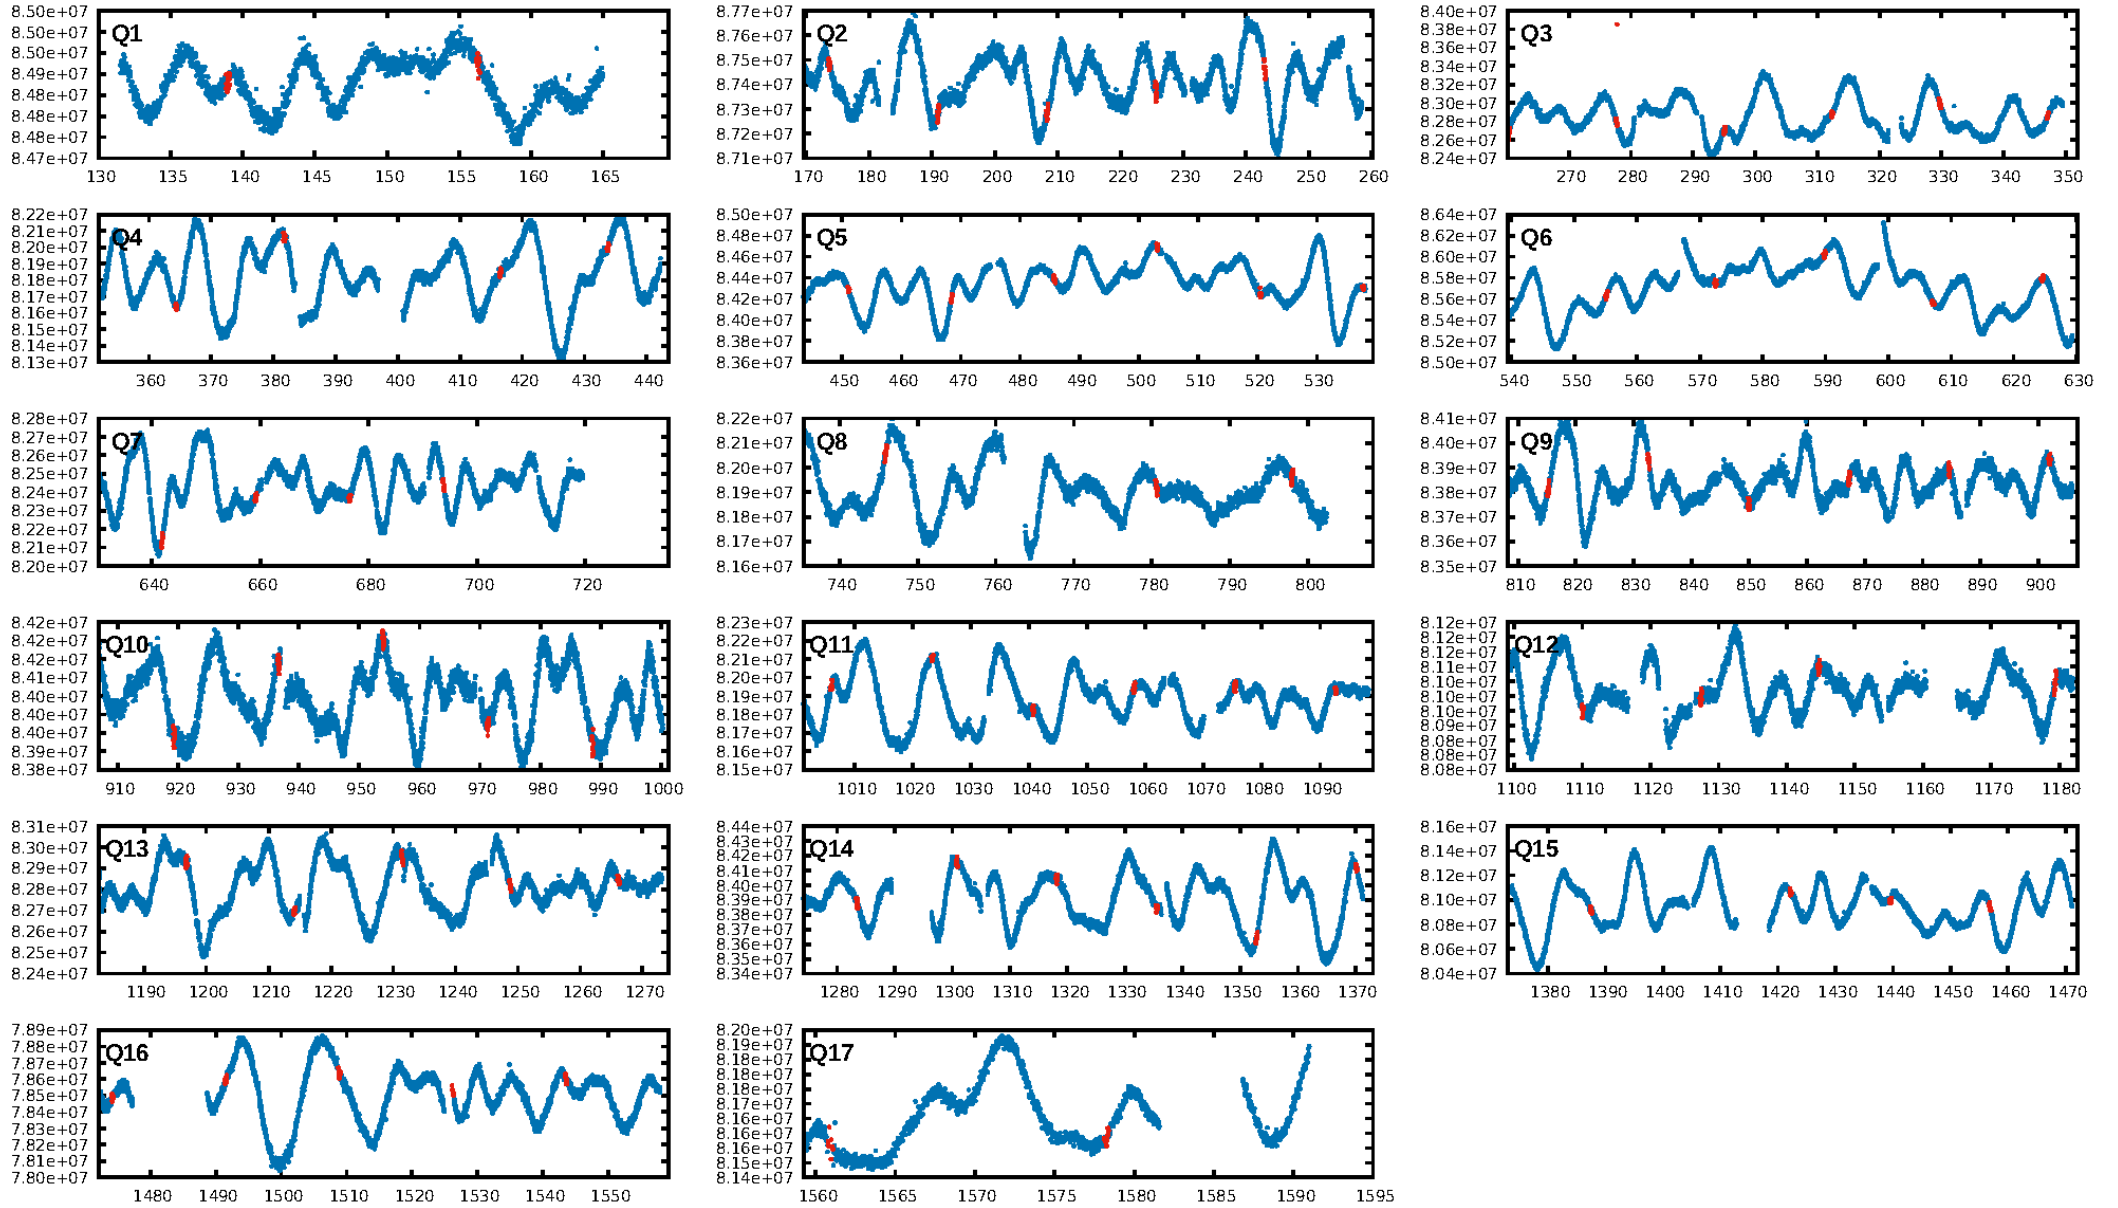 8.50e+07 8.50e+07 8.50e+07 8.49e+07 8.48e+07 8.48e+07 8.47e+07
Q1
130 135 140 145 150 155 160 165
8.77e+07 8.76e+07 8.75e+07 8.74e+07 8.73e+07 8.72e+07 8.71e+07
Q2
170 180 190 200 210 220 230 240 250 260
8.40e+07 8.38e+07 8.36e+07 8.34e+07 8.33e+07 8.32e+07 8.30e+07 8.28e+07 8.26e+07 8.24e+07
Q3
270 280 290 300 310 320 330 340 350
8.22e+07 8.21e+07 8.20e+07 8.19e+07 8.18e+07 8.17e+07 8.16e+07 8.15e+07 8.14e+07 8.13e+07
Q4
360 370 380 390 400 410 420 430 440
8.50e+07 8.48e+07 8.46e+07 8.44e+07 8.42e+07 8.40e+07 8.38e+07 8.36e+07
Q5
450 460 470 480 490 500 510 520 530
8.64e+07 8.62e+07 8.60e+07 8.58e+07 8.56e+07 8.54e+07 8.52e+07 8.50e+07
Q6
540 550 560 570 580 590 600 610 620 630
8.28e+07 8.27e+07 8.26e+07 8.25e+07 8.24e+07 8.22e+07 8.21e+07 8.20e+07
Q7
640 660 680 700 720
8.22e+07 8.21e+07 8.20e+07 8.19e+07 8.18e+07 8.17e+07 8.16e+07
Q8
740 750 760 770 780 790 800
8.41e+07 8.40e+07 8.39e+07 8.38e+07 8.37e+07 8.36e+07 8.35e+07
Q9
810 820 830 840 850 860 870 880 890 900
8.42e+07 8.42e+07 8.42e+07 8.41e+07 8.40e+07 8.40e+07 8.40e+07 8.39e+07 8.38e+07
Q10
910 920 930 940 950 960 970 980 990 1000
8.23e+07 8.22e+07 8.21e+07 8.19e+07 8.18e+07 8.17e+07 8.16e+07 8.15e+07
Q11
1010 1020 1030 1040 1050 1060 1070 1080 1090
8.12e+07 8.12e+07 8.11e+07 8.11e+07 8.10e+07 8.10e+07 8.10e+07 8.09e+07 8.08e+07 8.08e+07 8.08e+07
Q12
1100 1110 1120 1130 1140 1150 1160 1170 1180
8.31e+07 8.30e+07 8.29e+07 8.28e+07 8.27e+07 8.26e+07 8.25e+07 8.24e+07
Q13
1190 1200 1210 1220 1230 1240 1250 1260 1270
8.44e+07 8.43e+07 8.42e+07 8.41e+07 8.40e+07 8.39e+07 8.38e+07 8.37e+07 8.36e+07 8.35e+07 8.34e+07
Q14
1280 1290 1300 1310 1320 1330 1340 1350 1360 1370
8.16e+07 8.14e+07 8.12e+07 8.10e+07 8.09e+07 8.07e+07 8.05e+07 8.04e+07
Q15
1380 1390 1400 1410 1420 1430 1440 1450 1460 1470
7.89e+07 7.88e+07 7.87e+07 7.86e+07 7.85e+07 7.84e+07 7.83e+07 7.82e+07 7.81e+07 7.80e+07
Q16
1480 1490 1500 1510 1520 1530 1540 1550
8.20e+07 8.19e+07 8.18e+07 8.18e+07 8.17e+07 8.16e+07 8.16e+07 8.15e+07 8.14e+07
Q17
1560 1565 1570 1575 1580 1585 1590 1595